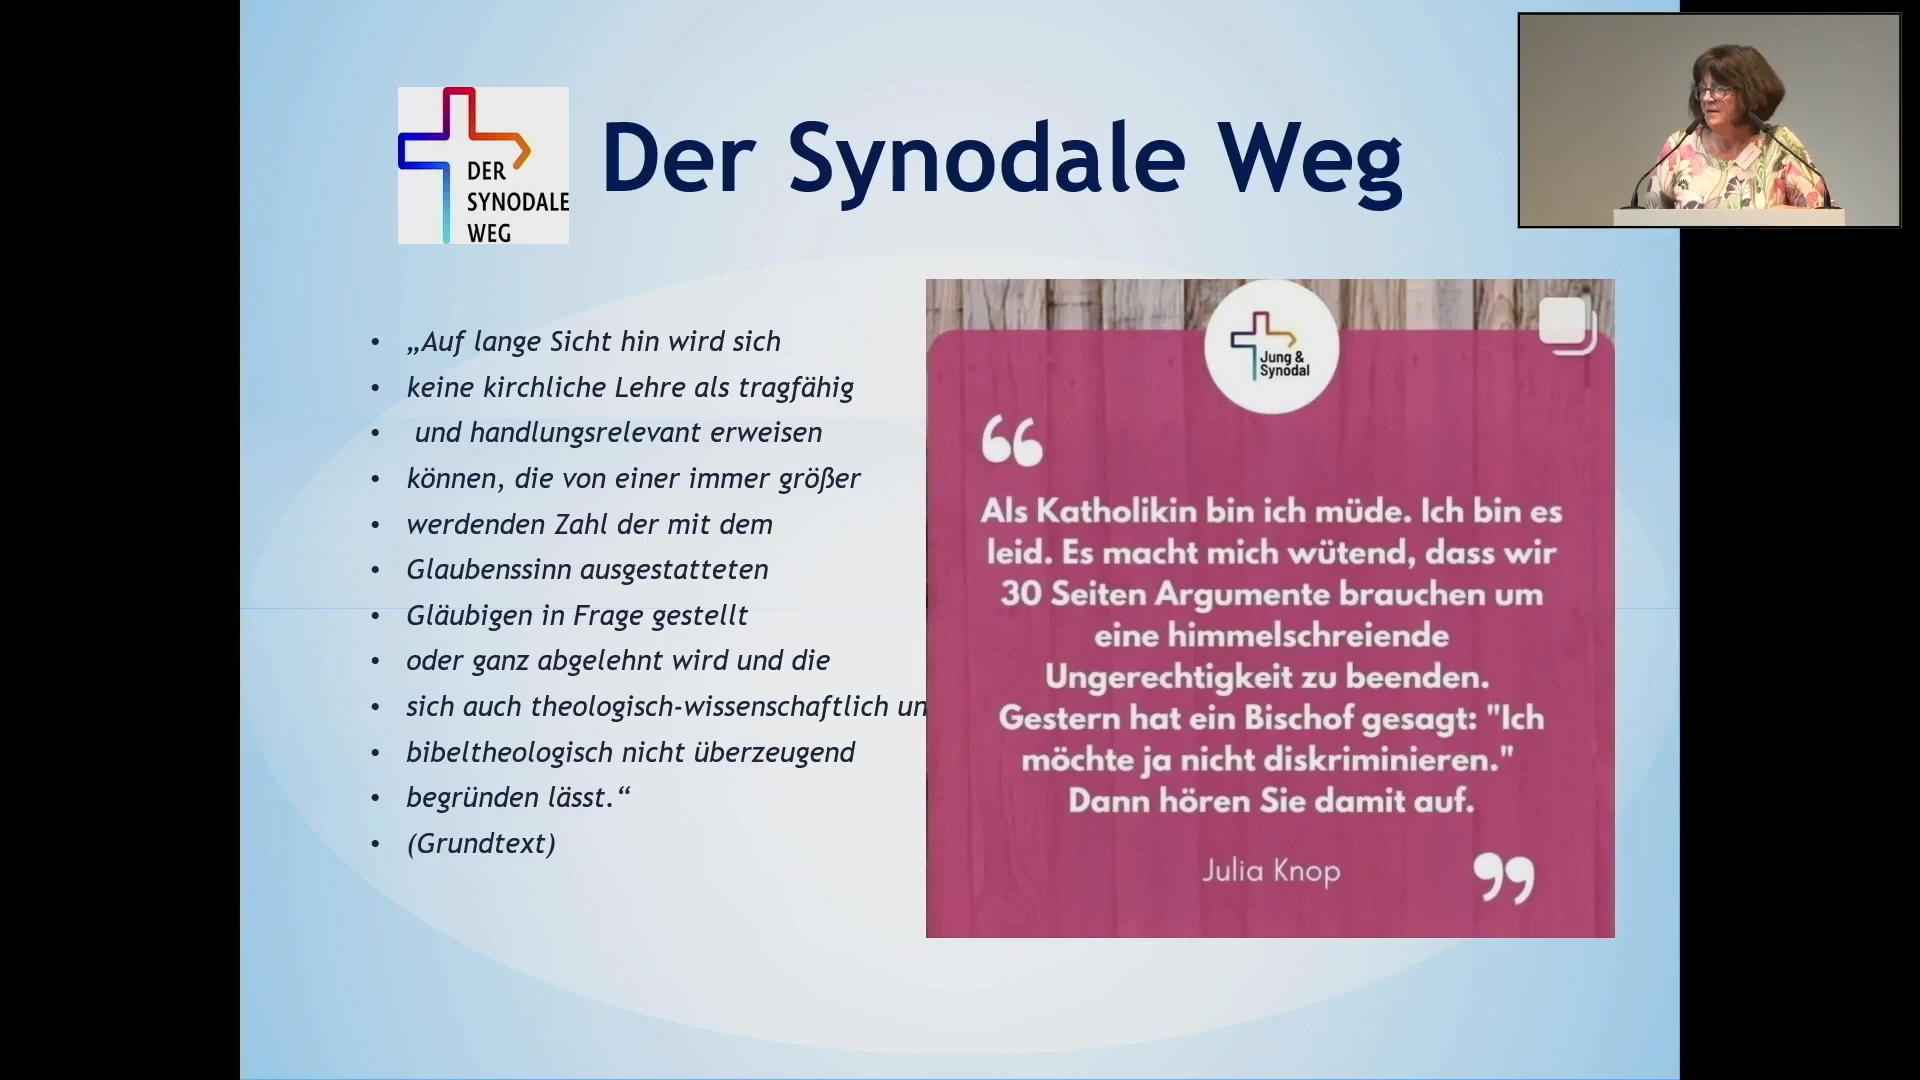 DER
SYNODALE
WEG
Der Synodale Weg
• „Auf lange Sicht hin wird sich
• keine kirchliche Lehre als tragfähig
• und handlungsrelevant erweisen
• können, die von einer immer größer
• werdenden Zahl der mit dem
• Glaubenssinn ausgestatteten
• Gläubigen in Frage gestellt
• oder ganz abgelehnt wird und die
• sich auch theologisch-wissenschaftlich un
• bibeltheologisch nicht überzeugend
• begründen lässt.“
• (Grundtext)
Jung &
Synodal
“
Als Katholikin bin ich müde. Ich bin es
leid. Es macht mich wütend, dass wir
30 Seiten Argumente brauchen um
eine himmelschreiende
Ungerechtigkeit zu beenden.
Gestern hat ein Bischof gesagt: "Ich
möchte ja nicht diskriminieren."
Dann hören Sie damit auf.
Julia Knop
”